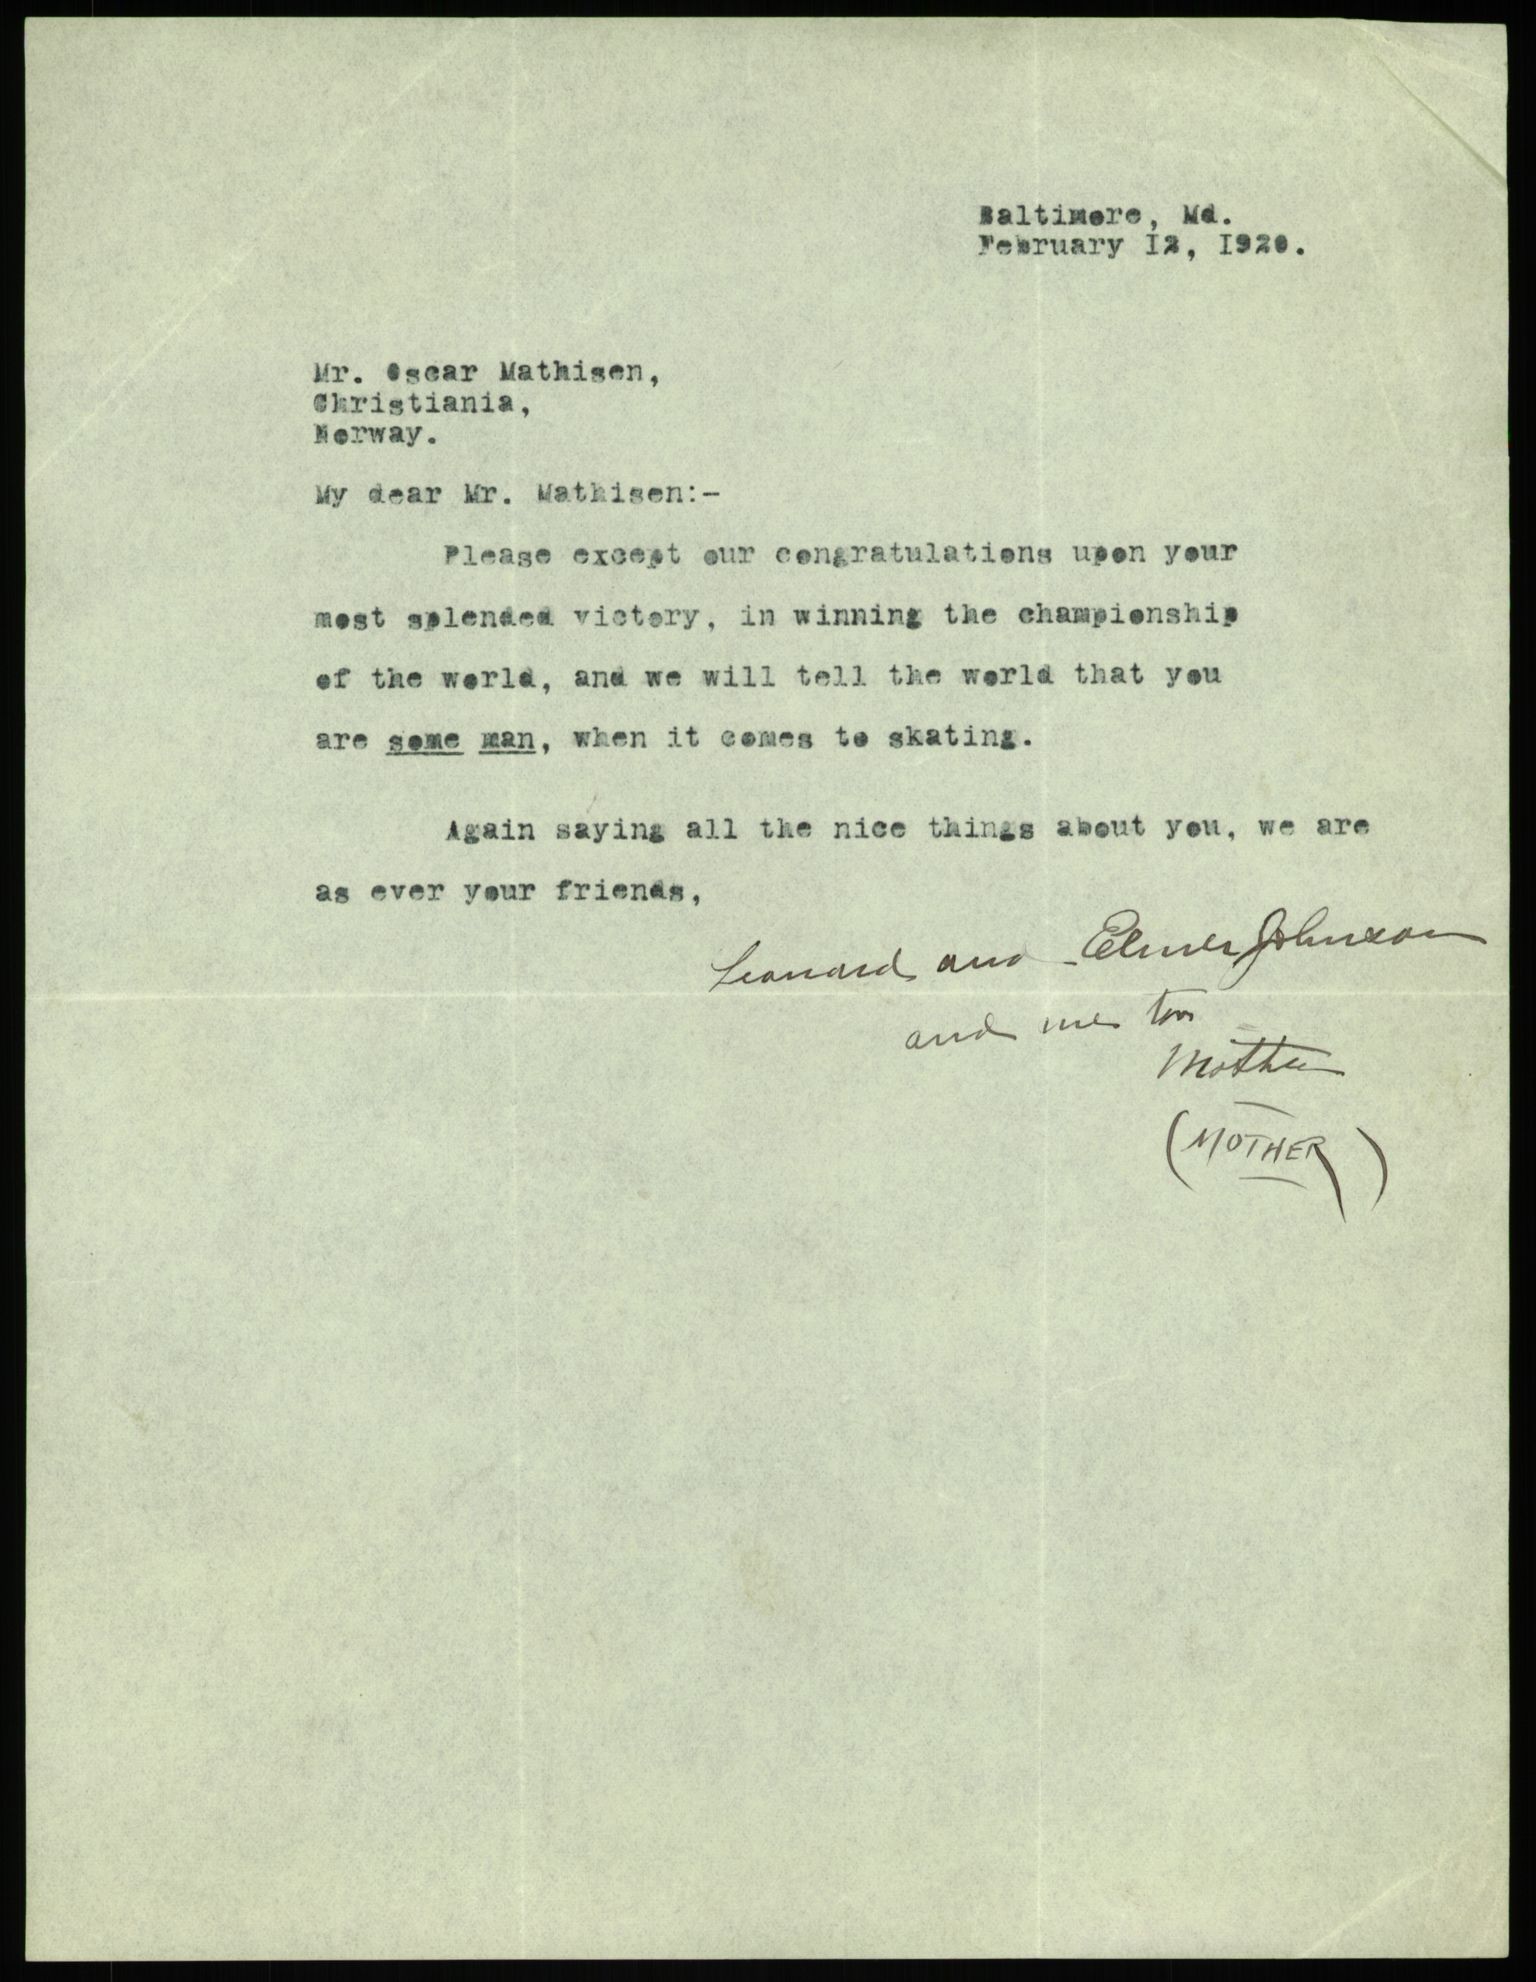 Baltimore, Md.
February I2, I920.
Mr. Oscar Mathisen,
Christiania,
Norway.
My dear Mr. Mathisen:-
Please except our congratulations upon your
most splended victory, in winning the championship
of the world, and we will tell the world that you
are some man, when it comes to skating.
Again saying all the nice things about you, we are
as ever your friends,
Leonard and Elmer Johnson
and me too
Mother
(MOTHER)